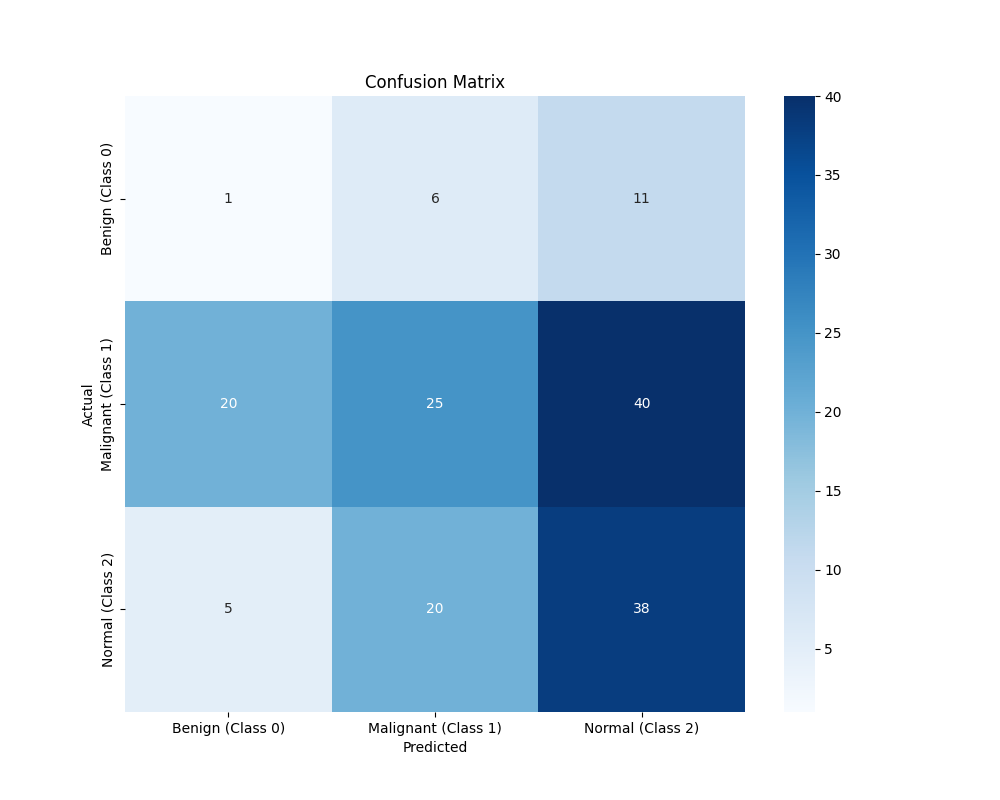 Confusion Matrix
Actual
Benign (Class 0)
Malignant (Class 1)
Normal (Class 2)
1
6
11
20
25
40
5
20
38
Benign (Class 0)
Malignant (Class 1)
Normal (Class 2)
Predicted
40
35
30
25
20
15
10
5